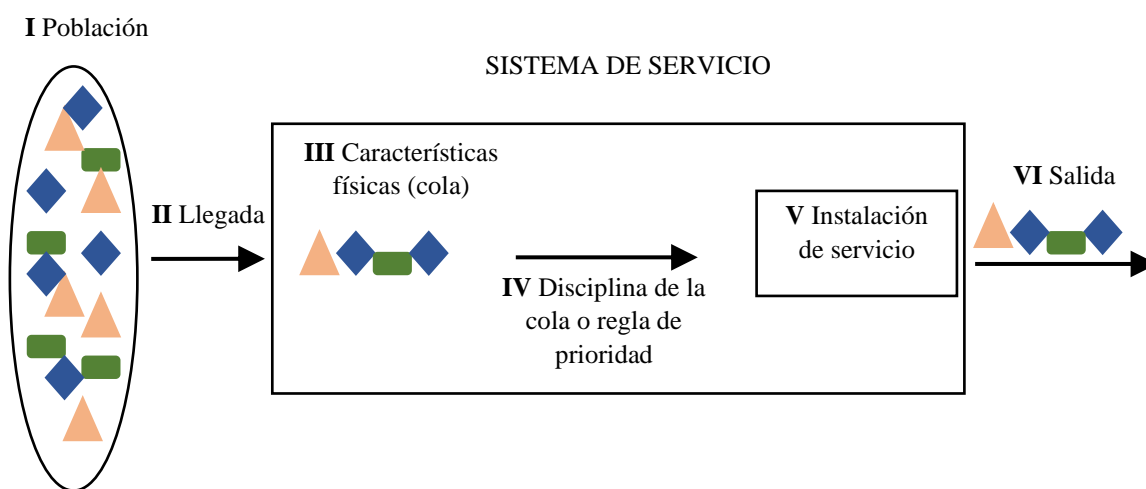 I Población
SISTEMA DE SERVICIO
II Llegada
III Características
físicas (cola)
IV Disciplina de la
cola o regla de
prioridad
V Instalación
de servicio
VI Salida